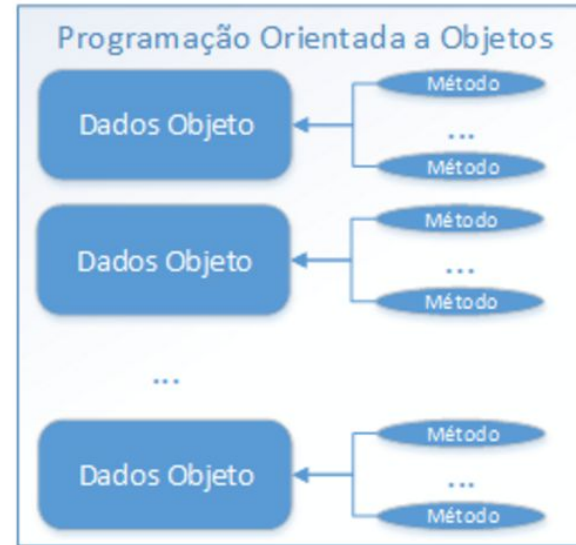 Programação Orientada a Objetos
Dados Objeto
Método
...
Método
Dados Objeto
Método
...
Método
...
Dados Objeto
Método
...
Método